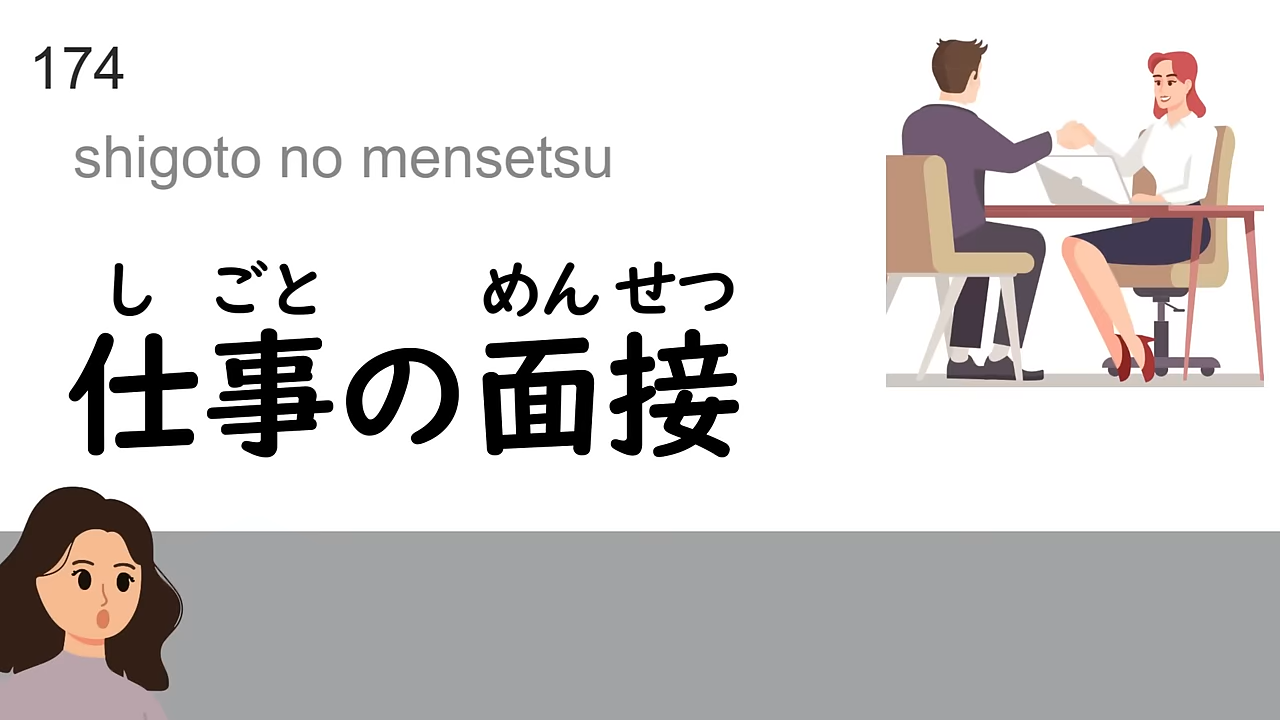 174
shigoto no mensetsu
し ごと めん せつ
仕事の面接